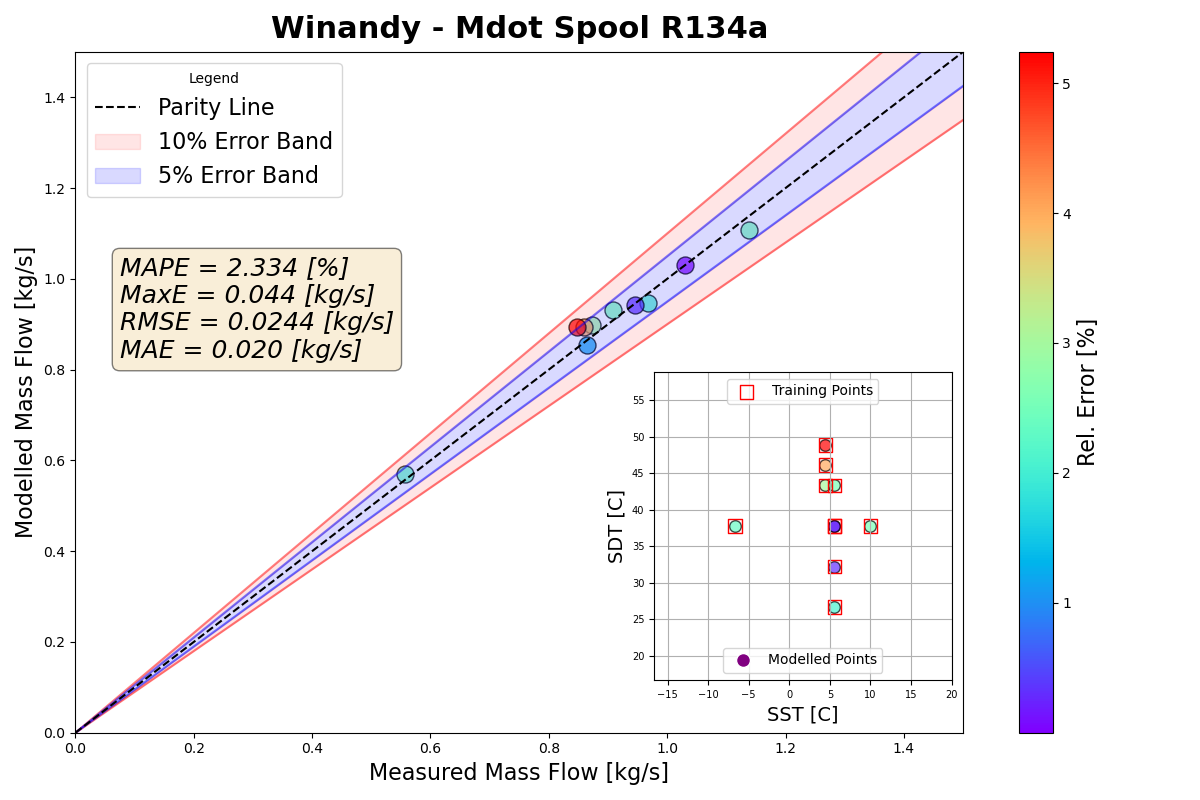 Winandy - Mdot Spool R134a
Legend
Parity Line
10% Error Band
5% Error Band
MAPE = 2.334 [%]
MaxE = 0.044 [kg/s]
RMSE = 0.0244 [kg/s]
MAE = 0.020 [kg/s]
Modelled Mass Flow [kg/s]
1.4
1.2
1.0
0.8
0.6
0.4
0.2
0.0
0.0 0.2 0.4 0.6 0.8 1.0 1.2 1.4
Measured Mass Flow [kg/s]
Training Points
SDT [C]
55
50
45
40
35
30
25
20
Modelled Points
−15 −10 −5 0 5 10 15 20
SST [C]
5
4
3
2
1
Rel. Error [%]